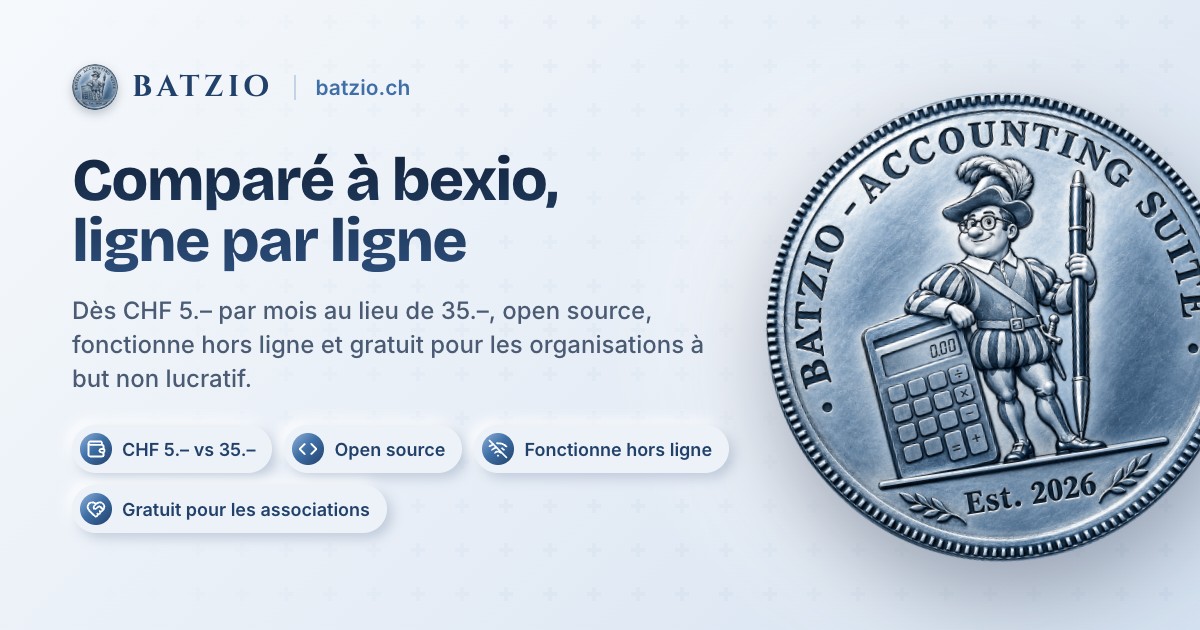 BATZIO
batzio.ch
Comparé à bexio,
ligne par ligne
Dès CHF 5.– par mois au lieu de 35.–, open source,
fonctionne hors ligne et gratuit pour les organisations à
but non lucratif.
CHF 5.– vs 35.–
Open source
Fonctionne hors ligne
Gratuit pour les associations
• BATZIO - ACCOUNTING SUITE •
0.00
Est. 2026